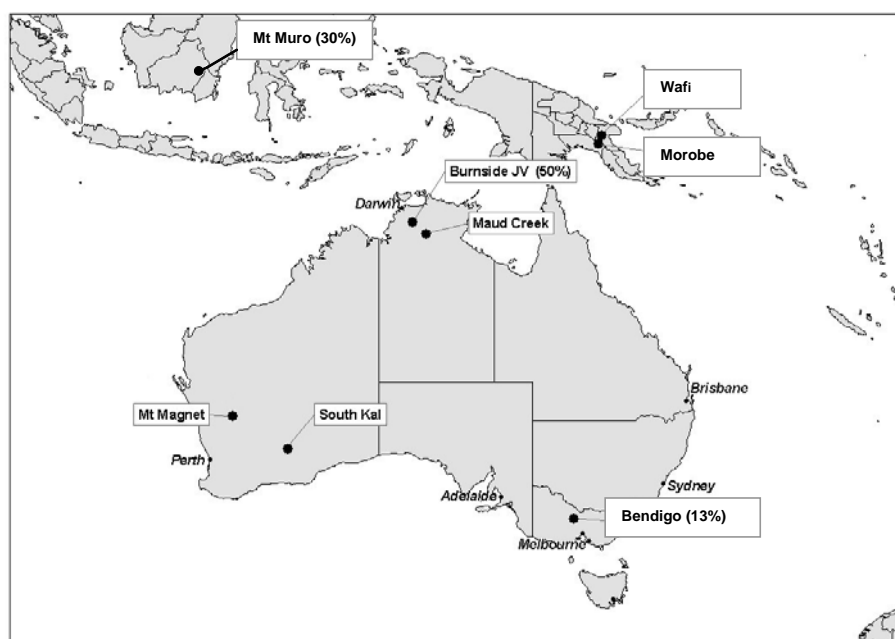 Mt Muro (30%)
Wafi
Morobe
Burnside JV (50%)
Darwin
Maud Creek
Brisbane
Mt Magnet
South Kal
Perth
Sydney
Adelaide
Bendigo (13%)
Melbourne